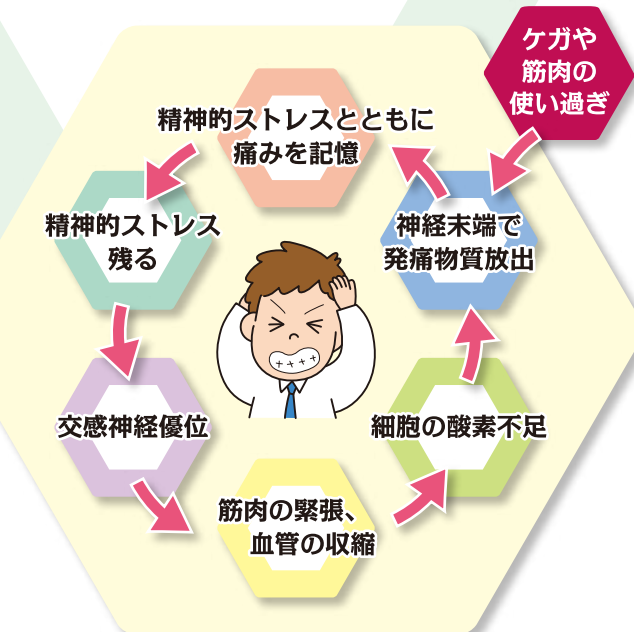 ケガや
筋肉の
使い過ぎ
精神的ストレスとともに
痛みを記憶
精神的ストレス
残る
神経末端で
発痛物質放出
交感神経優位
細胞の酸素不足
筋肉の緊張、
血管の収縮